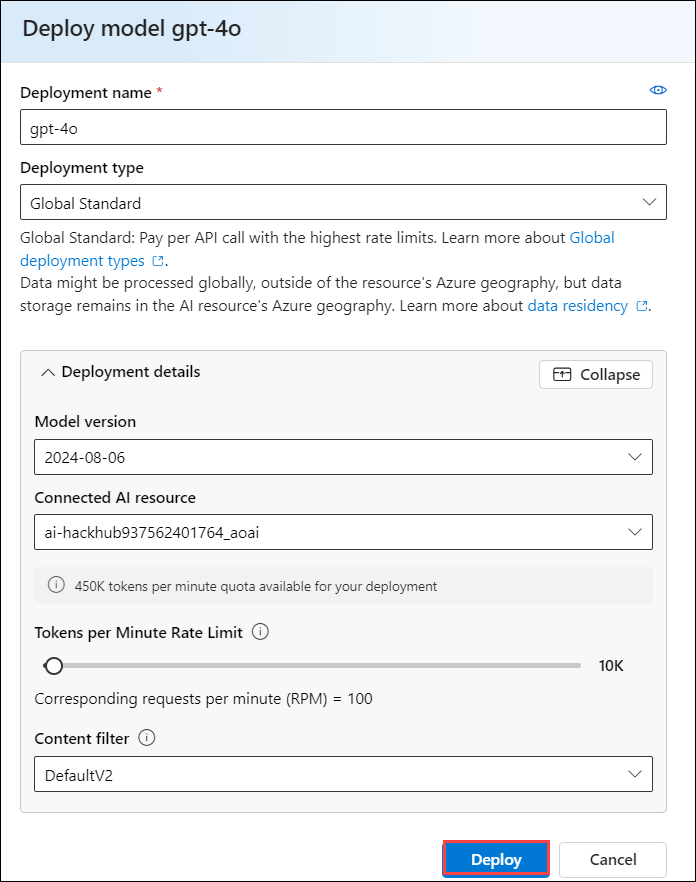 Deploy model gpt-4o
Deployment name *
gpt-4o
Deployment type
Global Standard
Global Standard: Pay per API call with the highest rate limits. Learn more about Global
deployment types.
Data might be processed globally, outside of the resource's Azure geography, but data
storage remains in the AI resource's Azure geography. Learn more about data residency.
Deployment details
Collapse
Model version
2024-08-06
Connected AI resource
ai-hackhub937562401764_aoai
450K tokens per minute quota available for your deployment
Tokens per Minute Rate Limit
10K
Corresponding requests per minute (RPM) = 100
Content filter
DefaultV2
Deploy
Cancel